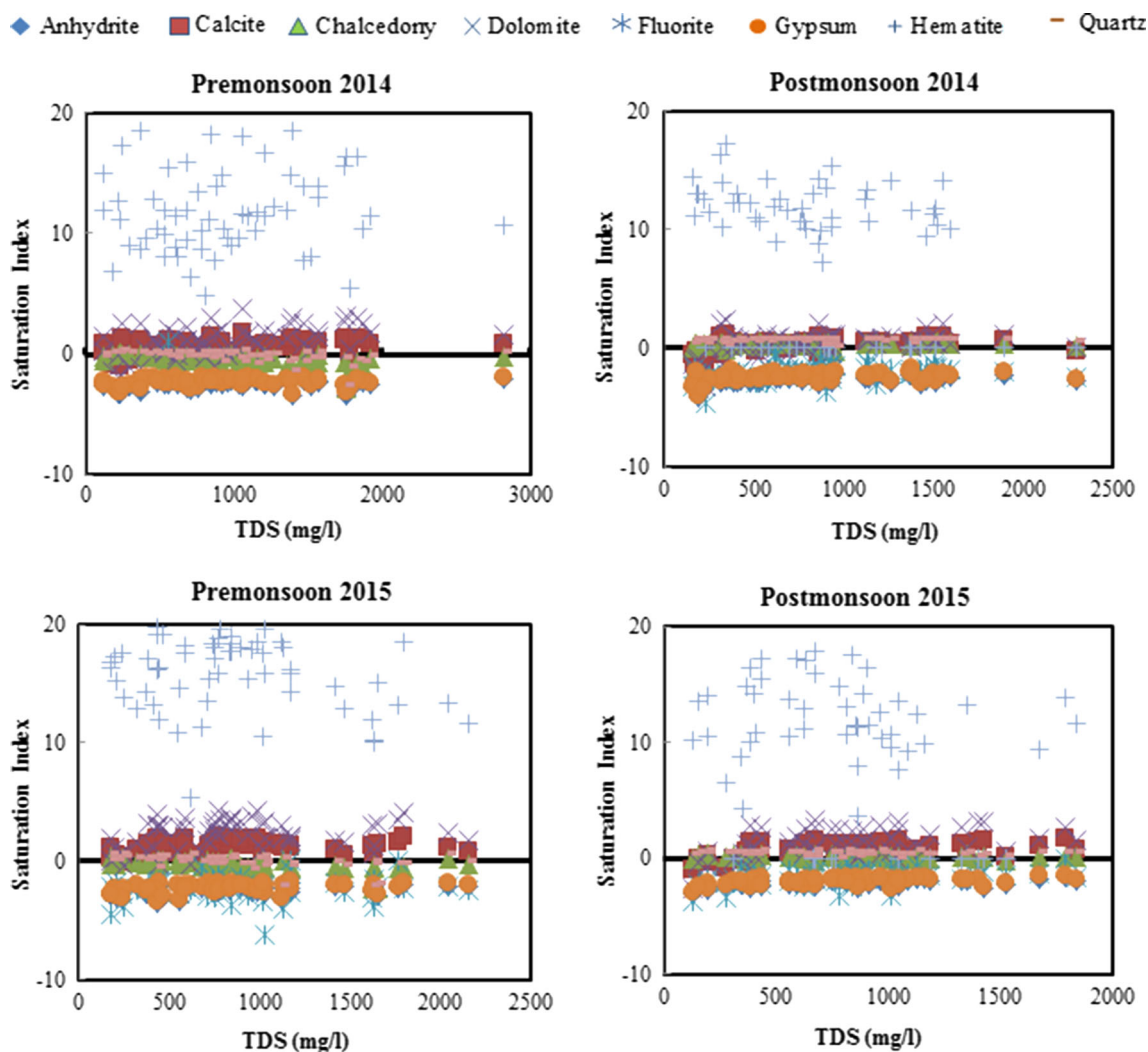 Anhydrite Calcite Chalcedony Dolomite Fluorite Gypsum Hematite Quartz
Premonsoon 2014
20
10
0
-10
Saturation Index
0 1000 2000 3000
TDS (mg/l)
Postmonsoon 2014
20
10
0
-10
Saturation Index
0 500 1000 1500 2000 2500
TDS (mg/l)
Premonsoon 2015
20
10
0
-10
Saturation Index
0 500 1000 1500 2000 2500
TDS (mg/l)
Postmonsoon 2015
20
10
0
-10
Saturation Index
0 500 1000 1500 2000
TDS (mg/l)